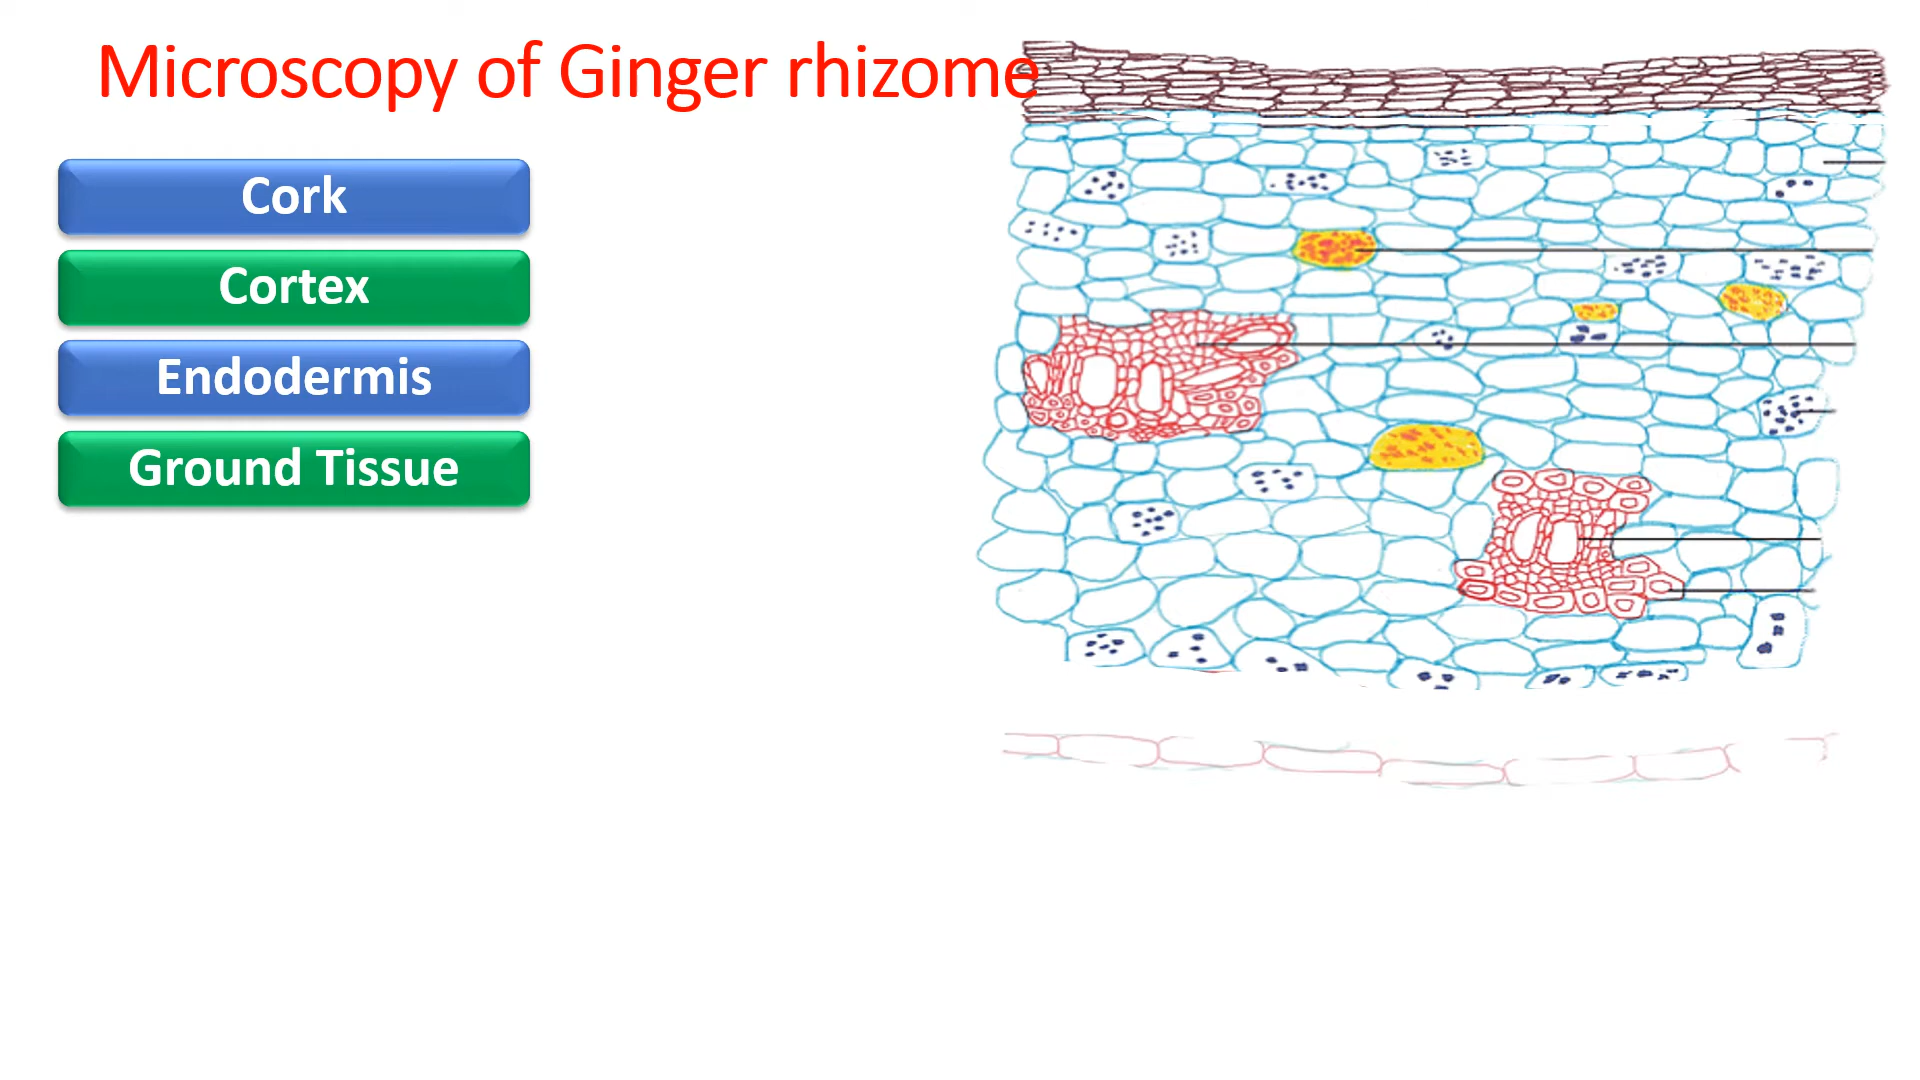 Microscopy of Ginger rhizome
Cork
Cortex
Endodermis
Ground Tissue